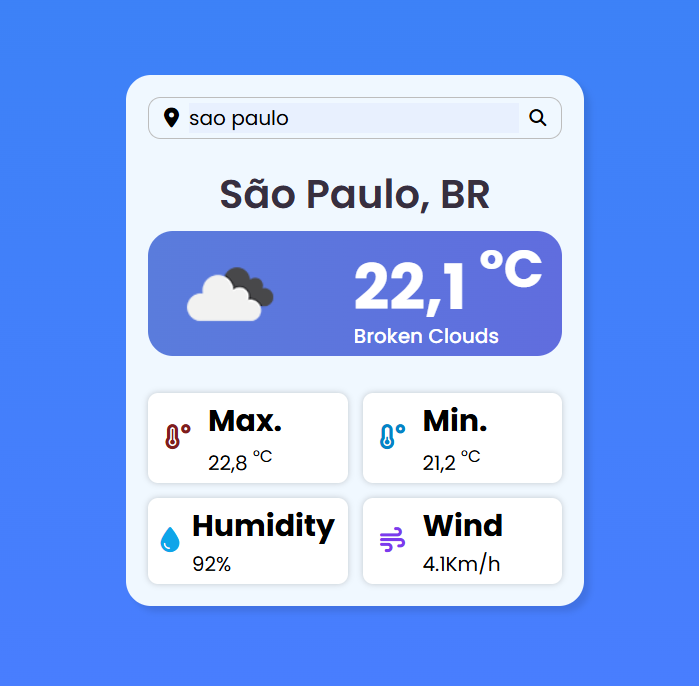 sao paulo
São Paulo, BR
22,1 °C
Broken Clouds
Max.
22,8 °C
Min.
21,2 °C
Humidity
92%
Wind
4.1Km/h